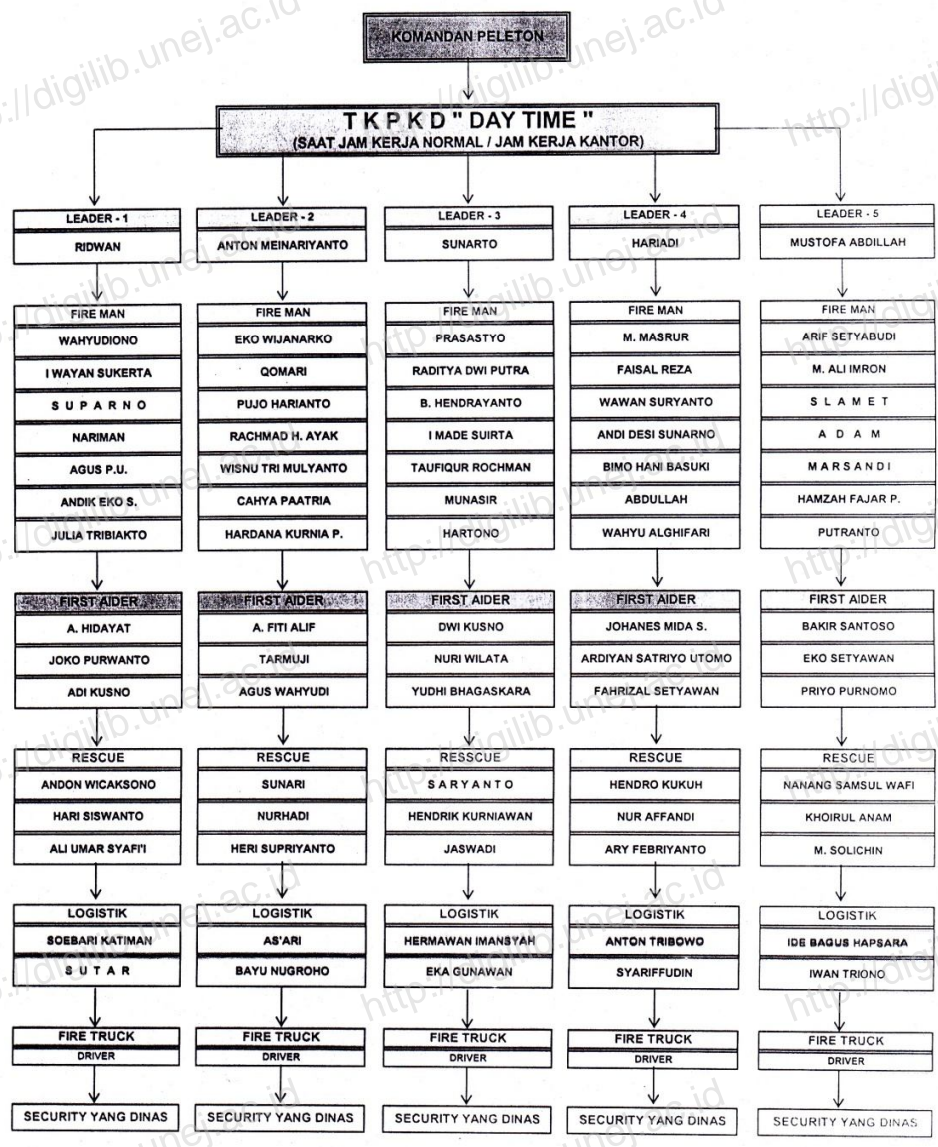 KOMANDAN PELETON
T K P K D " DAY TIME "
(SAAT JAM KERJA NORMAL / JAM KERJA KANTOR)
LEADER - 1
RIDWAN
FIRE MAN
WAHYUDIONO
I WAYAN SUKERTA
S U P A R N O
NARIMAN
AGUS P.U.
ANDIK EKO S.
JULIA TRIBIAKTO
FIRST AIDER
A. HIDAYAT
JOKO PURWANTO
ADI KUSNO
RESCUE
ANDON WICAKSONO
HARI SISWANTO
ALI UMAR SYAFI'I
LOGISTIK
SOEBARI KATIMAN
S U T A R
FIRE TRUCK
DRIVER
SECURITY YANG DINAS
LEADER - 2
ANTON MEINARIYANTO
FIRE MAN
EKO WIJANARKO
QOMARI
PUJO HARIANTO
RACHMAD H. AYAK
WISNU TRI MULYANTO
CAHYA PAATRIA
HARDANA KURNIA P.
FIRST AIDER
A. FITI ALIF
TARMUJI
AGUS WAHYUDI
RESCUE
SUNARI
NURHADI
HERI SUPRIYANTO
LOGISTIK
AS'ARI
BAYU NUGROHO
FIRE TRUCK
DRIVER
SECURITY YANG DINAS
LEADER - 3
SUNARTO
FIRE MAN
PRASASTYO
RADITYA DWI PUTRA
B. HENDRAYANTO
I MADE SUIRTA
TAUFIQUR ROCHMAN
MUNASIR
HARTONO
FIRST AIDER
DWI KUSNO
NURI WILATA
YUDHI BHAGASKARA
RESSCUE
S A R Y A N T O
HENDRIK KURNIAWAN
JASWADI
LOGISTIK
HERMAWAN IMANSYAH
EKA GUNAWAN
FIRE TRUCK
DRIVER
SECURITY YANG DINAS
LEADER - 4
HARIADI
FIRE MAN
M. MASRUR
FAISAL REZA
WAWAN SURYANTO
ANDI DESI SUNARNO
BIMO HANI BASUKI
ABDULLAH
WAHYU ALGHIFARI
FIRST AIDER
JOHANES MIDA S.
ARDIYAN SATRIYO UTOMO
FAHRIZAL SETYAWAN
RESCUE
HENDRO KUKUH
NUR AFFANDI
ARY FEBRIYANTO
LOGISTIK
ANTON TRIBOWO
SYARIFFUDIN
FIRE TRUCK
DRIVER
SECURITY YANG DINAS
LEADER - 5
MUSTOFA ABDILLAH
FIRE MAN
ARIF SETYABUDI
M. ALI IMRON
S L A M E T
A D A M
M A R S A N D I
HAMZAH FAJAR P.
PUTRANTO
FIRST AIDER
BAKIR SANTOSO
EKO SETYAWAN
PRIYO PURNOMO
RESCUE
NANANG SAMSUL WAFI
KHOIRUL ANAM
M. SOLICHIN
LOGISTIK
IDE BAGUS HAPSARA
IWAN TRIONO
FIRE TRUCK
DRIVER
SECURITY YANG DINAS
http://digilib.unej.ac.id